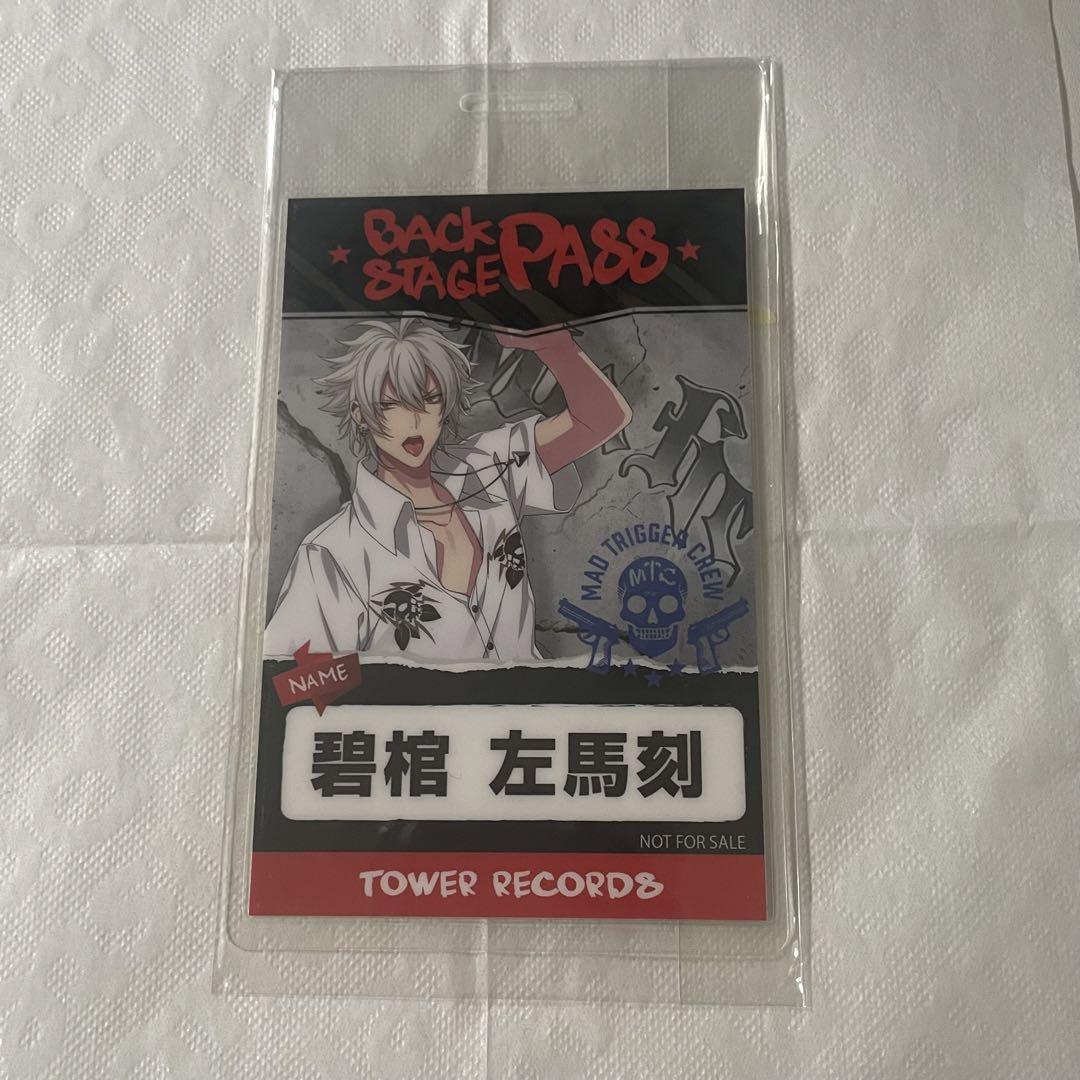 BACK STAGE PASS
MAD TRIGGER CREW
MTC
NAME
碧棺 左馬刻
NOT FOR SALE
TOWER RECORDS